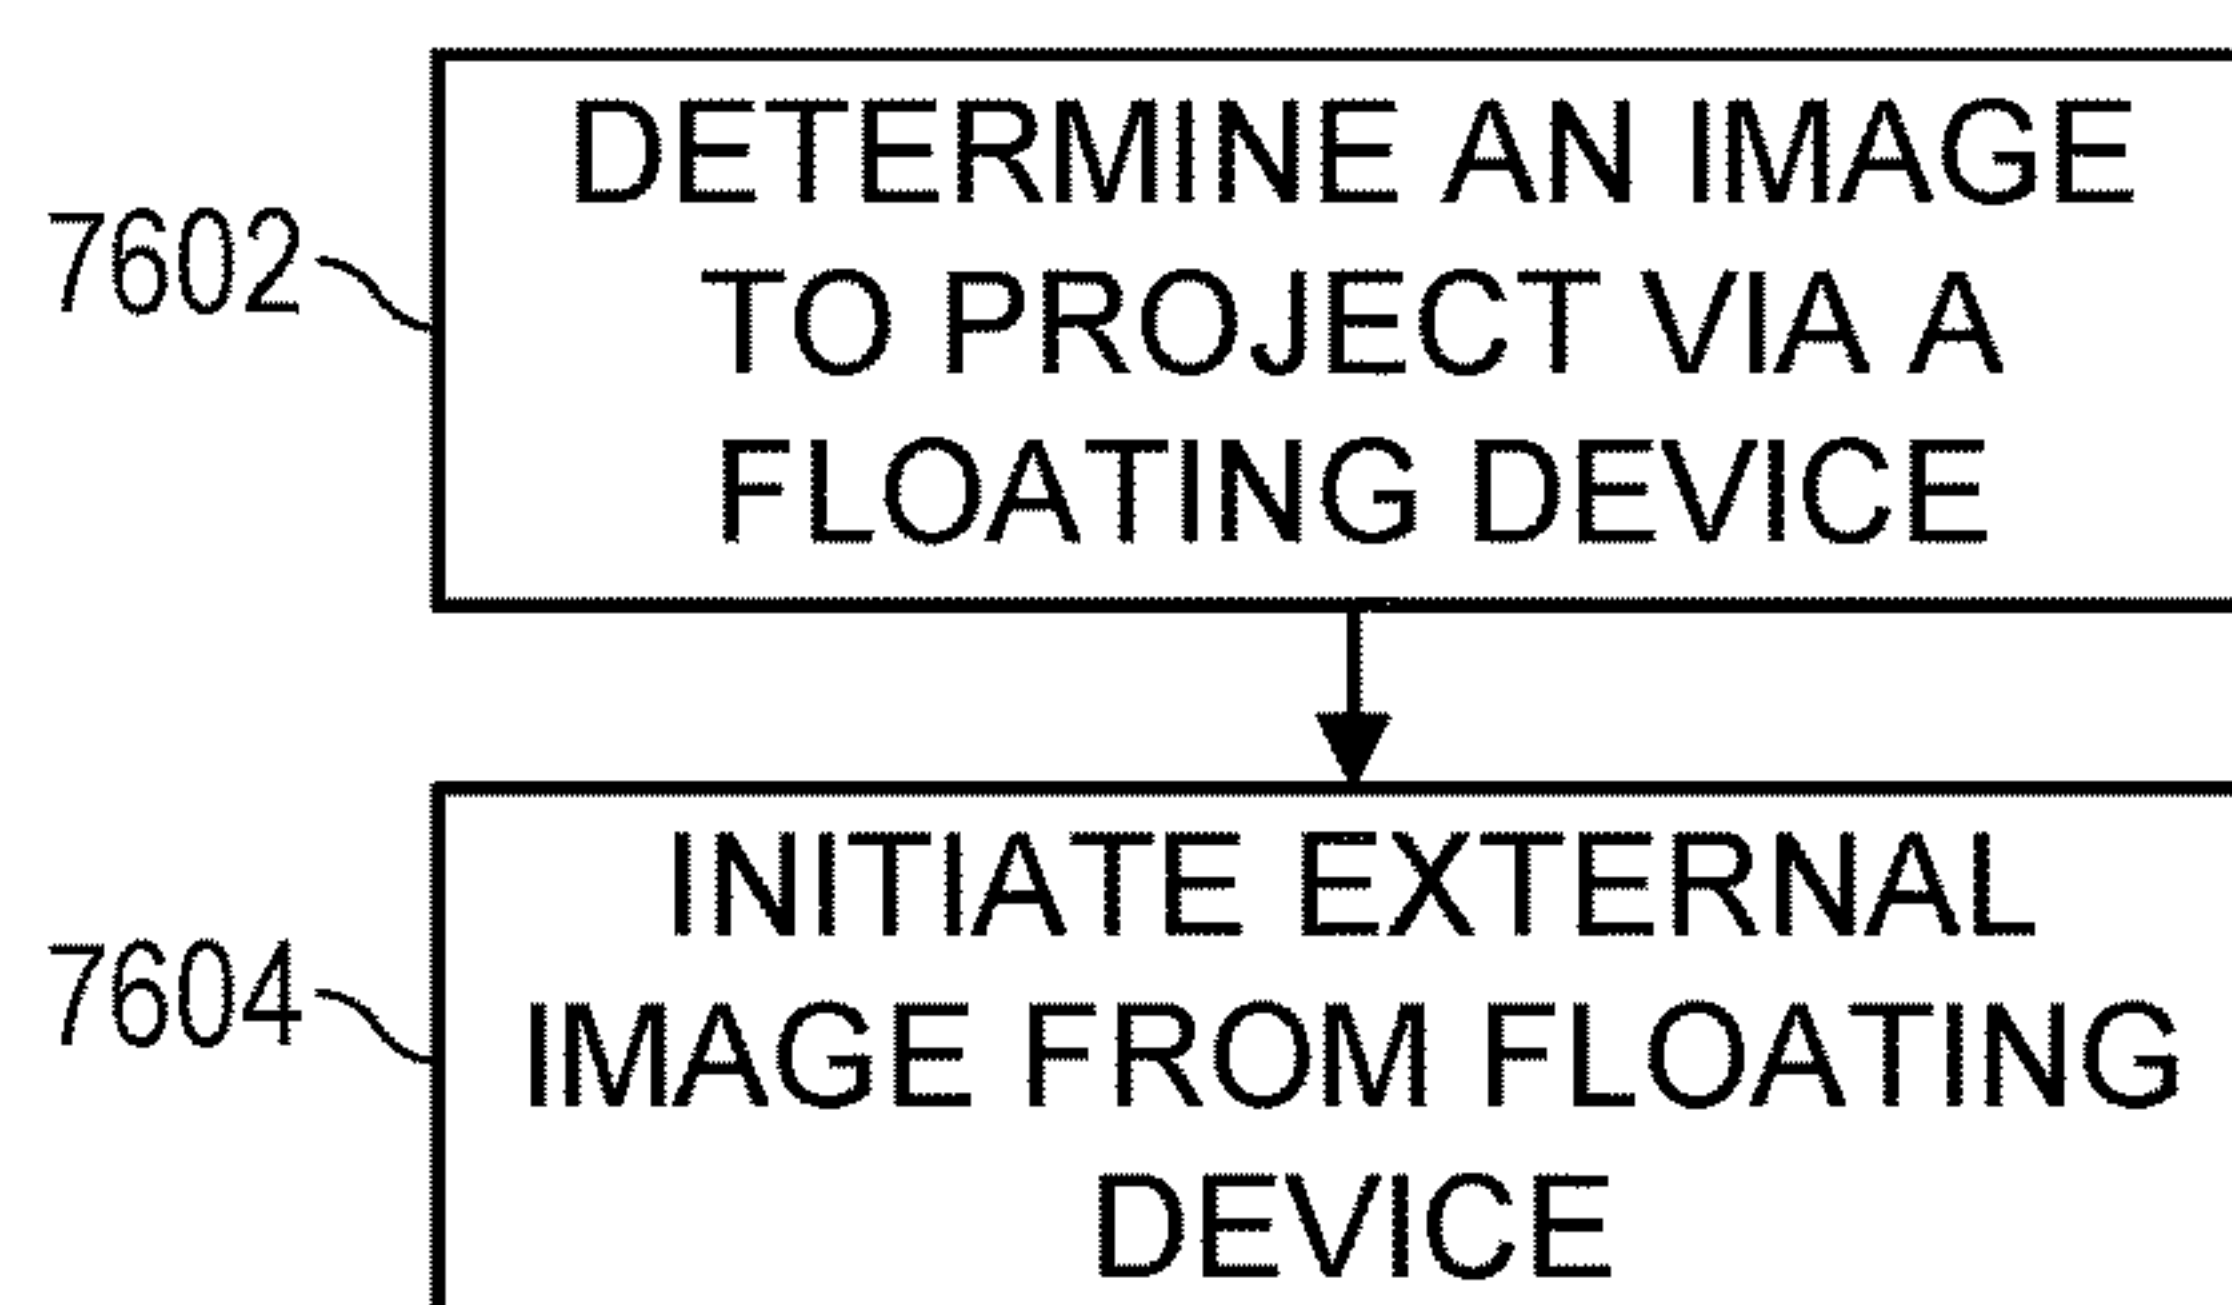 7602
DETERMINE AN IMAGE
TO PROJECT VIA A
FLOATING DEVICE
7604
INITIATE EXTERNAL
IMAGE FROM FLOATING
DEVICE